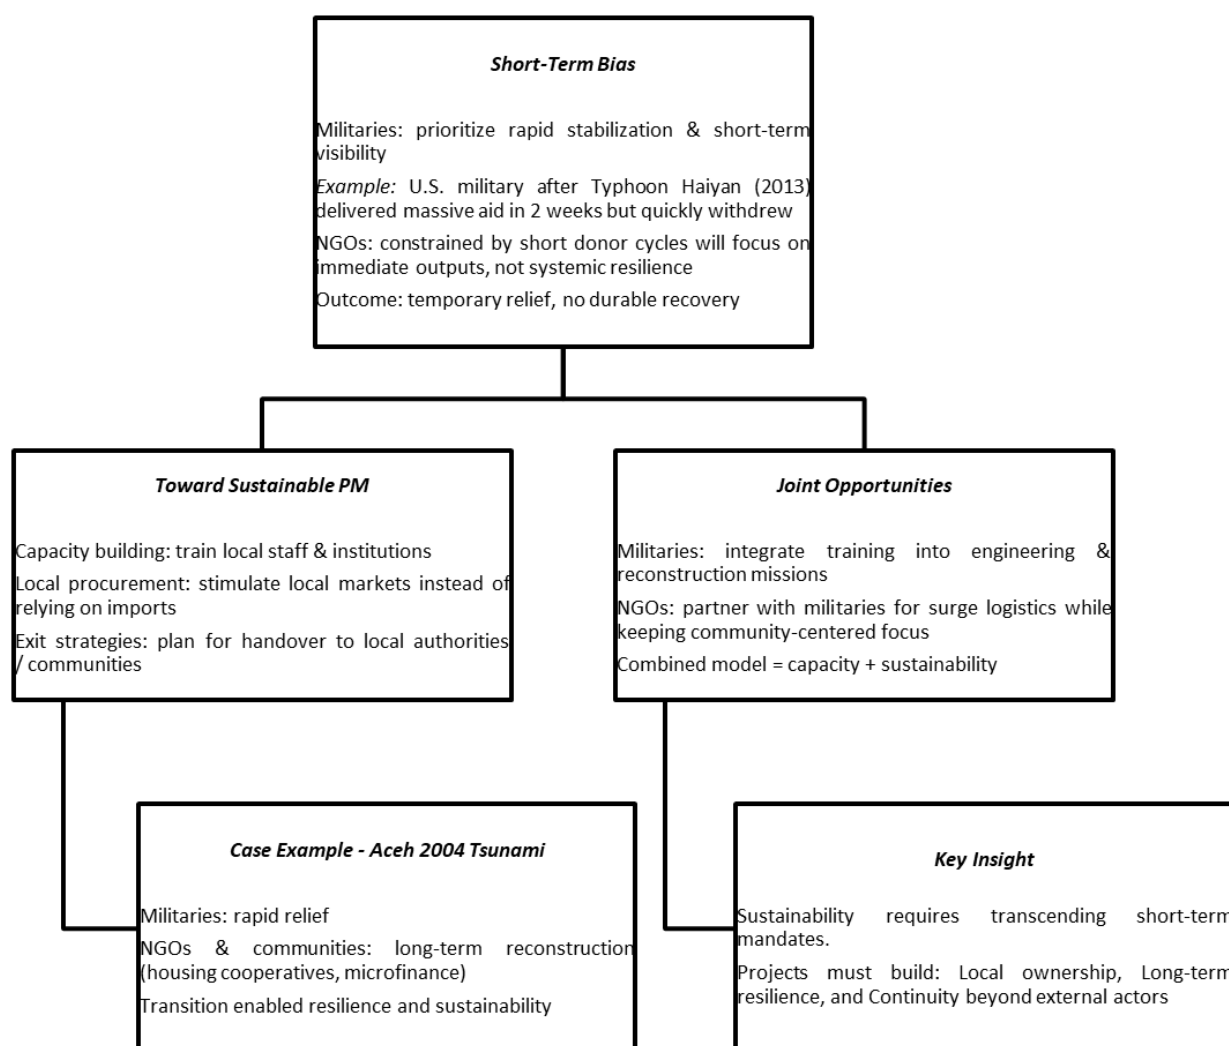 Short-Term Bias
Militaries: prioritize rapid stabilization & short-term
visibility
Example: U.S. military after Typhoon Haiyan (2013)
delivered massive aid in 2 weeks but quickly withdrew
NGOs: constrained by short donor cycles will focus on
immediate outputs, not systemic resilience
Outcome: temporary relief, no durable recovery
Toward Sustainable PM
Capacity building: train local staff & institutions
Local procurement: stimulate local markets instead of
relying on imports
Exit strategies: plan for handover to local authorities
/ communities
Joint Opportunities
Militaries: integrate training into engineering &
reconstruction missions
NGOs: partner with militaries for surge logistics while
keeping community-centered focus
Combined model = capacity + sustainability
Case Example - Aceh 2004 Tsunami
Militaries: rapid relief
NGOs & communities: long-term reconstruction
(housing cooperatives, microfinance)
Transition enabled resilience and sustainability
Key Insight
Sustainability requires transcending short-term
mandates.
Projects must build: Local ownership, Long-term
resilience, and Continuity beyond external actors